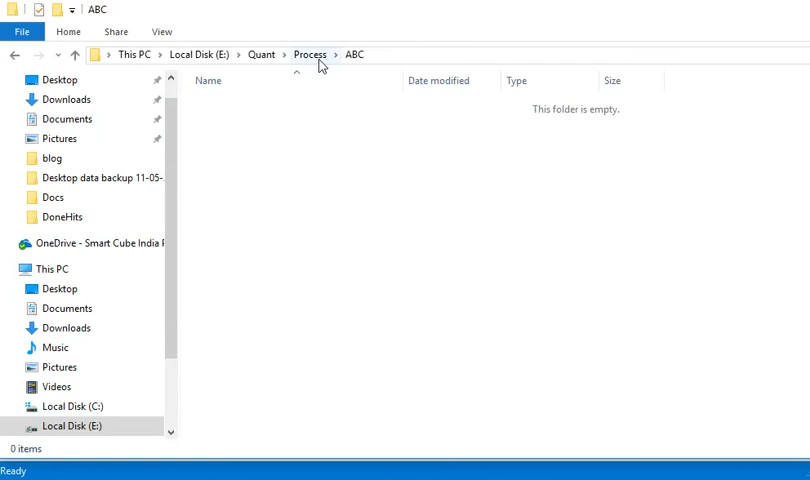 ABC
File Home Share View
This PC Local Disk (E:) Quant Process ABC
Desktop
Downloads
Documents
Pictures
blog
Desktop data backup 11-05-
Docs
DoneHits
OneDrive - Smart Cube India P
This PC
Desktop
Documents
Downloads
Music
Pictures
Videos
Local Disk (C:)
Local Disk (E:)
Name Date modified Type Size
This folder is empty.
0 items
Ready